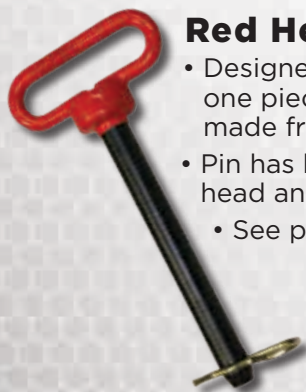 Red He
• Designe
one piec
made fr
• Pin has
head an
• See p